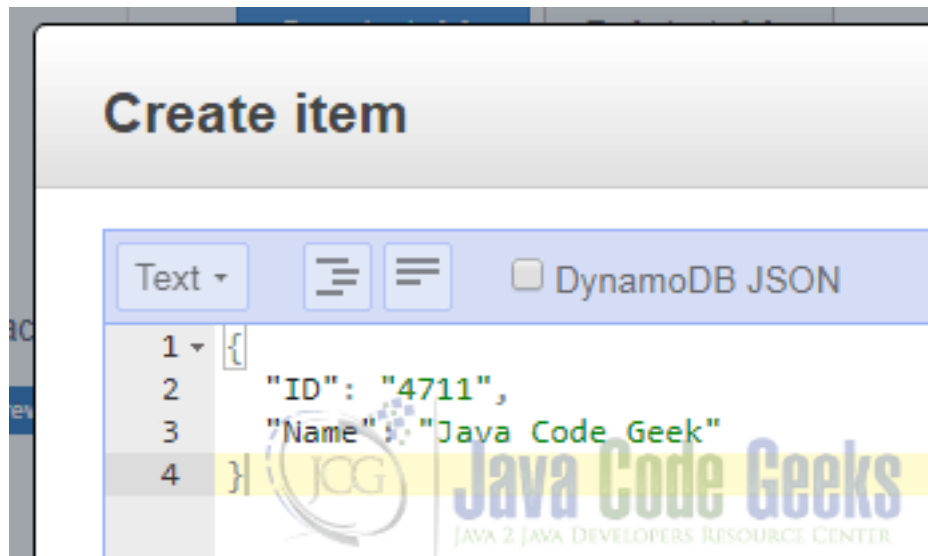 Create item
Text
DynamoDB JSON
1 {
2 "ID": "4711",
3 "Name": "Java Code Geek"
4 }
JCG
Java Code Geeks
JAVA 2 JAVA DEVELOPERS RESOURCE CENTER